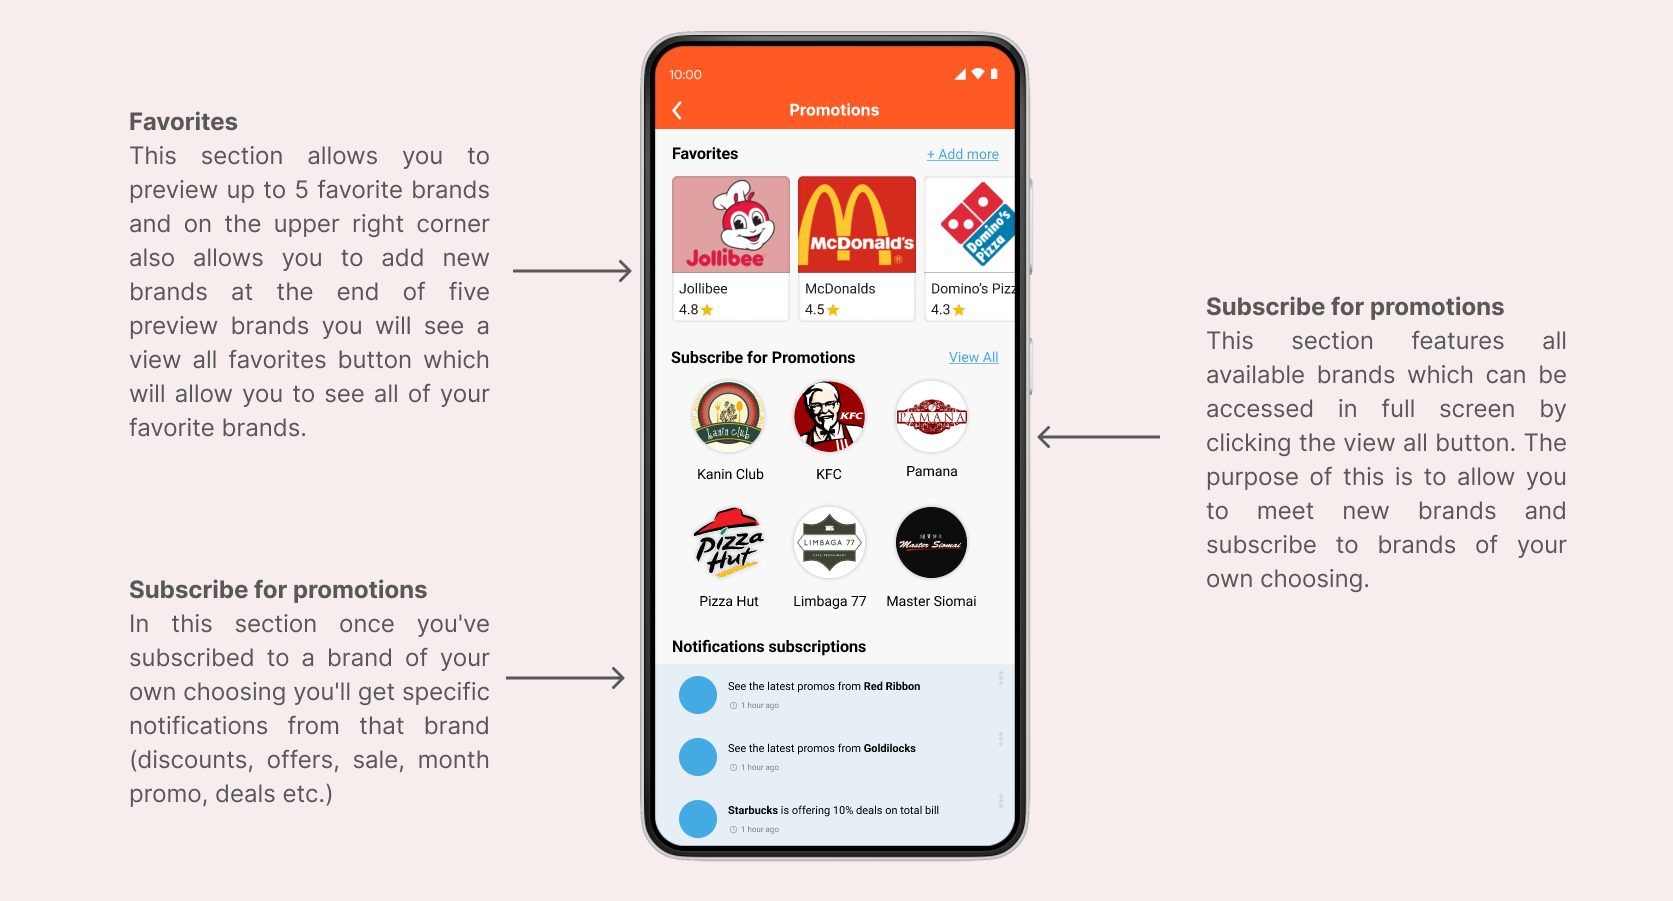 Favorites
This section allows you to
preview up to 5 favorite brands
and on the upper right corner
also allows you to add new
brands at the end of five
preview brands you will see a
view all favorites button which
will allow you to see all of your
favorite brands.
Subscribe for promotions
In this section once you've
subscribed to a brand of your
own choosing you'll get specific
notifications from that brand
(discounts, offers, sale, month
promo, deals etc.)
10:00
Promotions
Favorites
+ Add more
Jollibee
McDonald's
Domino's
Pizza
Jollibee
McDonalds
Domino's Pizz
4.8
4.5
4.3
Subscribe for Promotions
View All
kanin club
KFC
PAMANA
Kanin Club
KFC
Pamana
Pizza
Hut
LIMBAGA 77
Master Siomai
Pizza Hut
Limbaga 77
Master Siomai
Notifications subscriptions
See the latest promos from Red Ribbon
1 hour ago
See the latest promos from Goldilocks
1 hour ago
Starbucks is offering 10% deals on total bill
1 hour ago
Subscribe for promotions
This section features all
available brands which can be
accessed in full screen by
clicking the view all button. The
purpose of this is to allow you
to meet new brands and
subscribe to brands of your
own choosing.